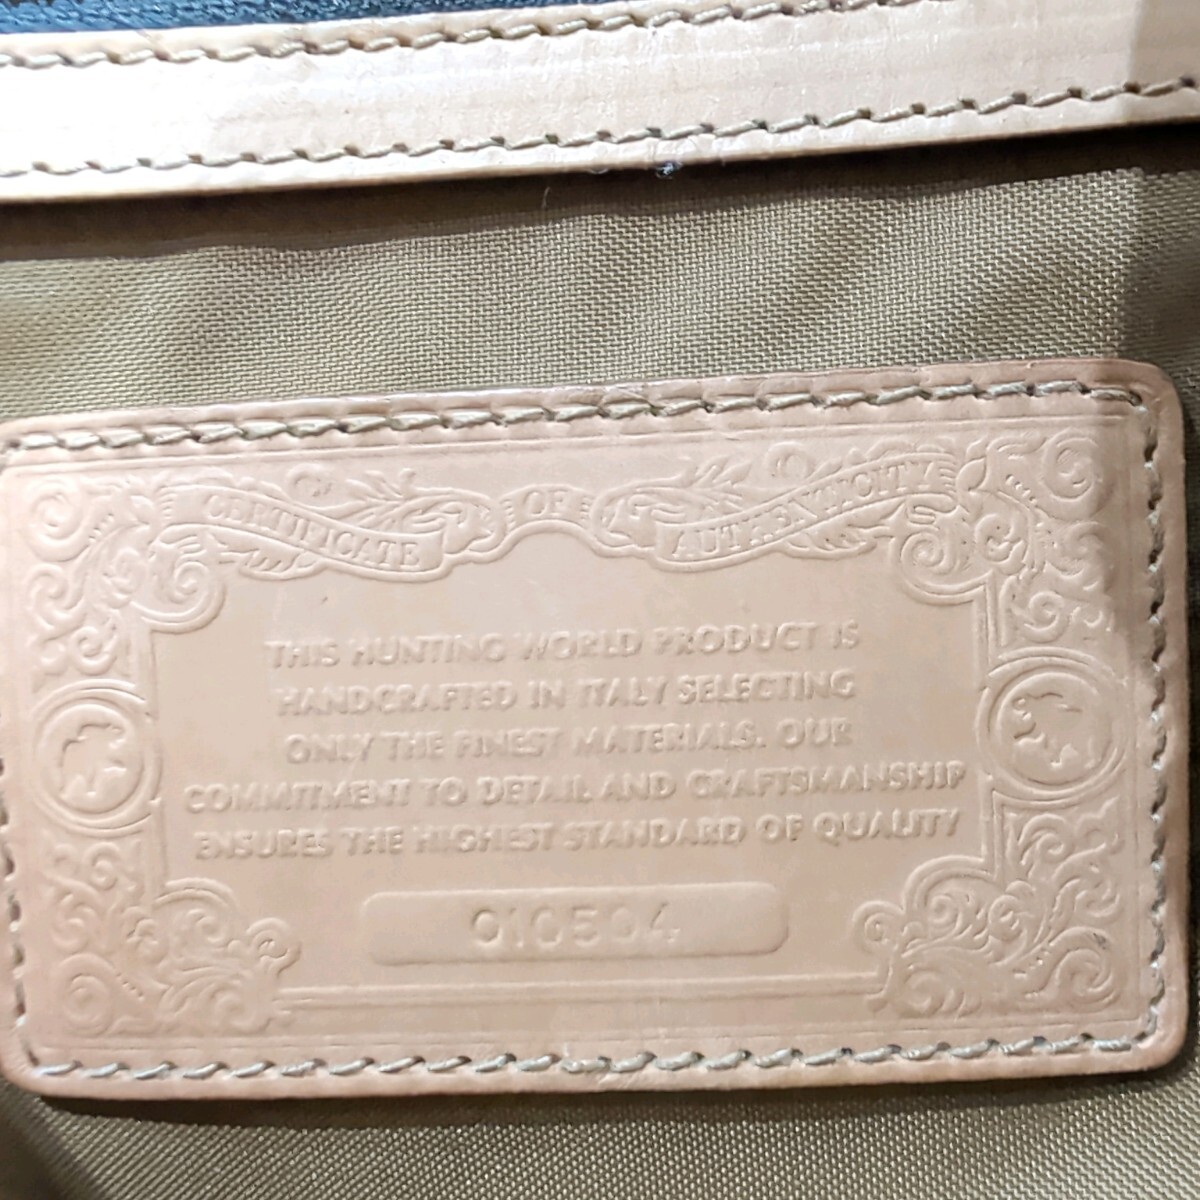 CERTIFICATE OF AUTHENTICITY
THIS HUNTING WORLD PRODUCT IS
HANDCRAFTED IN ITALY SELECTING
ONLY THE FINEST MATERIALS. OUR
COMMITMENT TO DETAIL AND CRAFTSMANSHIP
ENSURES THE HIGHEST STANDARD OF QUALITY
010504